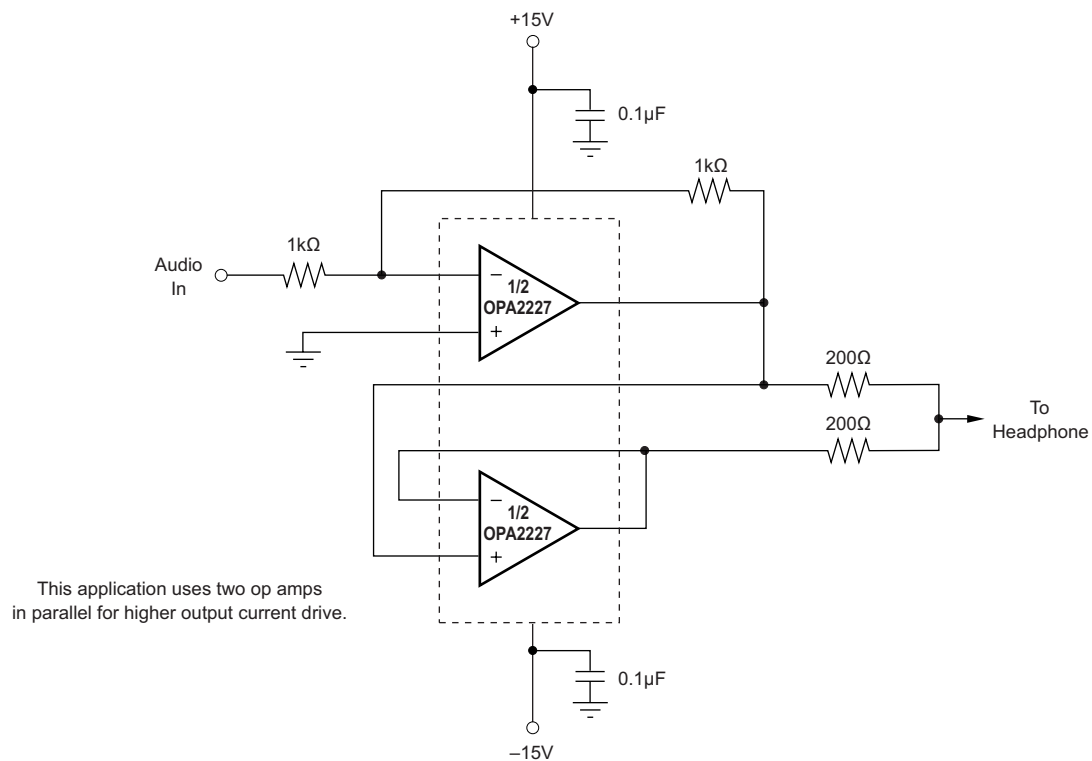 +15V
0.1µF
1kΩ
1kΩ
Audio
In
–
1/2
OPA2227
+
200Ω
To
Headphone
200Ω
–
1/2
OPA2227
+
This application uses two op amps
in parallel for higher output current drive.
0.1µF
–15V